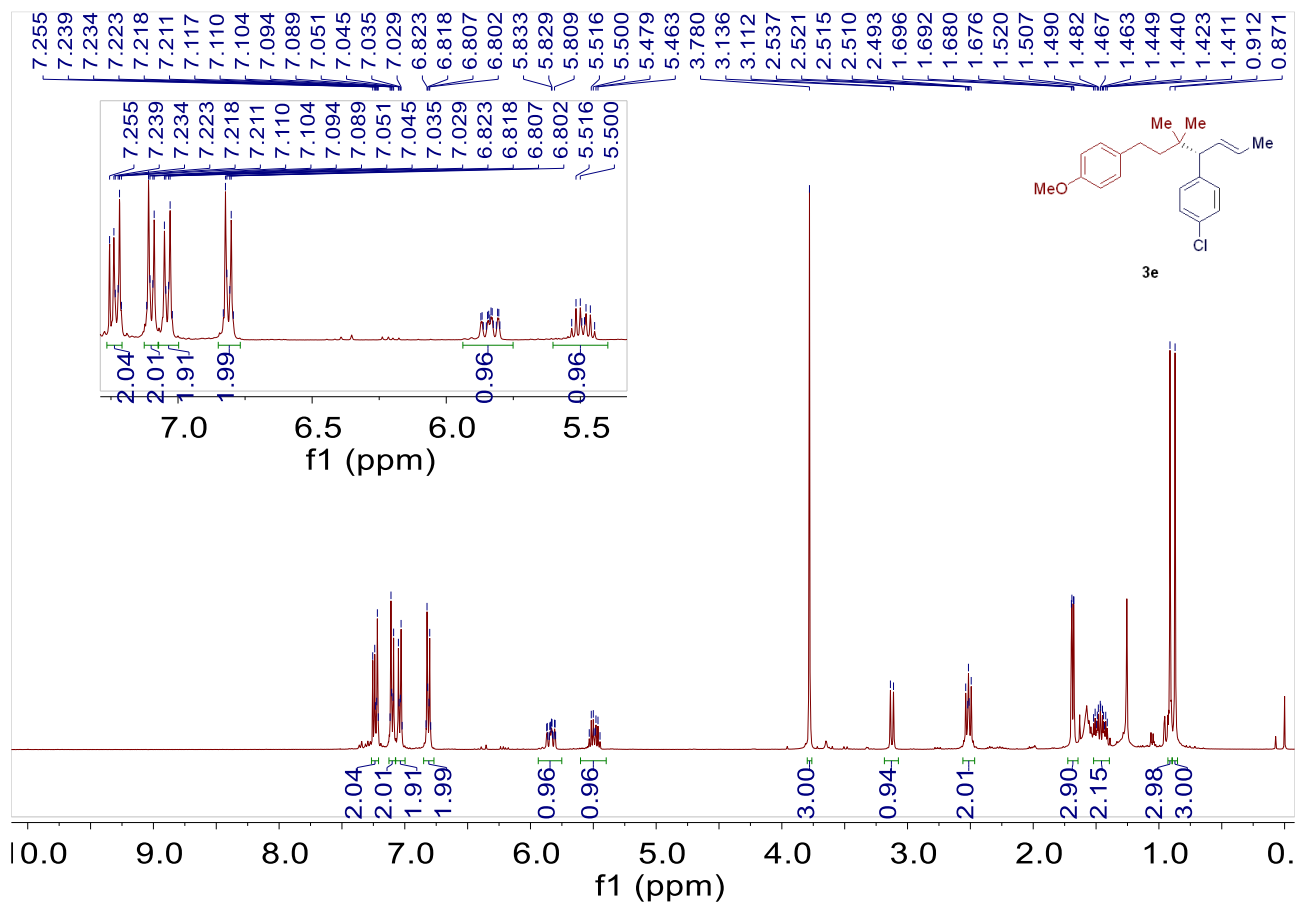 7.255 7.239 7.234 7.223 7.218 7.211 7.117 7.110 7.104 7.094 7.089 7.051 7.045 7.035 7.029 6.823 6.818 6.807 6.802 5.833 5.829 5.809 5.516 5.500 5.479 5.463 3.780 3.136 3.112 2.537 2.521 2.515 2.510 2.493 1.696 1.692 1.680 1.676 1.520 1.507 1.490 1.482 1.467 1.463 1.449 1.440 1.423 1.411 0.912 0.871
7.255 7.239 7.234 7.223 7.218 7.211 7.110 7.104 7.094 7.089 7.051 7.045 7.035 7.029 6.823 6.818 6.807 6.802 5.516 5.500
Me Me
Me
MeO
Cl
3e
2.04 2.01 1.91 1.99 0.96 0.96
7.0 6.5 6.0 5.5
f1 (ppm)
2.04 2.01 1.91 1.99 0.96 0.96 3.00 0.94 2.01 2.90 2.15 2.98 3.00
10.0 9.0 8.0 7.0 6.0 5.0 4.0 3.0 2.0 1.0 0.
f1 (ppm)